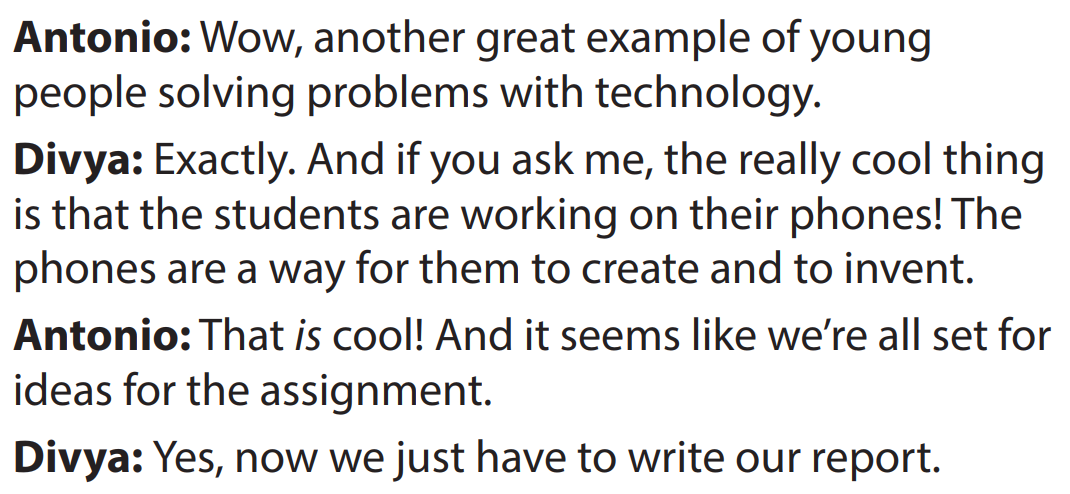 Antonio: Wow, another great example of young
people solving problems with technology.
Divya: Exactly. And if you ask me, the really cool thing
is that the students are working on their phones! The
phones are a way for them to create and to invent.
Antonio: That is cool! And it seems like we’re all set for
ideas for the assignment.
Divya: Yes, now we just have to write our report.